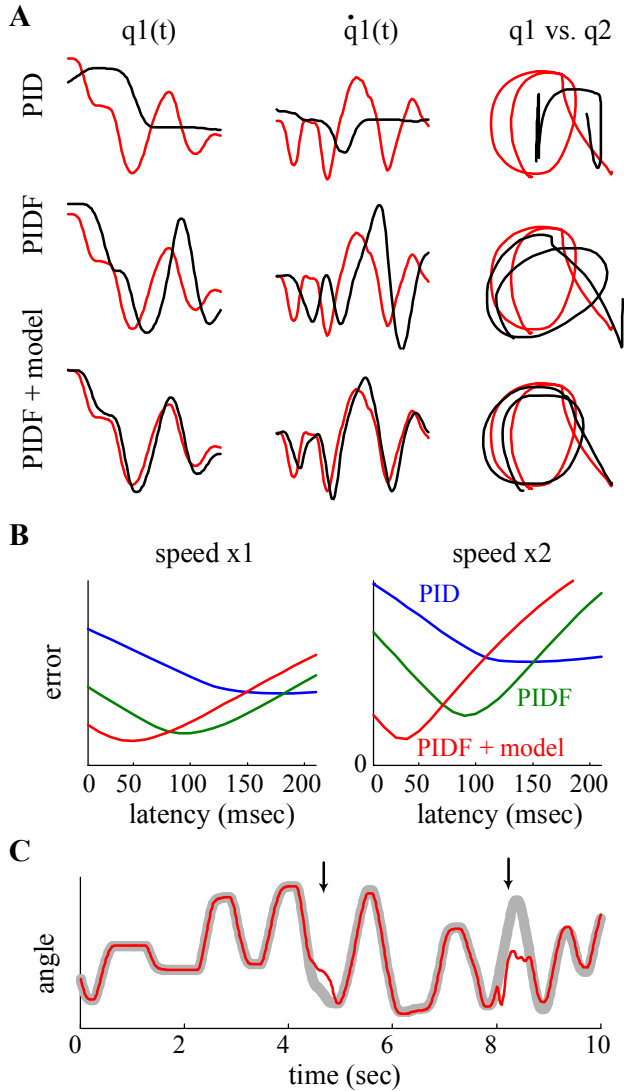 A
q1(t)
q̇1(t)
q1 vs. q2
PID
PIDF
PIDF + model
B
speed x1
speed x2
error
PID
PIDF
PIDF + model
0
0 50 100 150 200
0 50 100 150 200
latency (msec)
latency (msec)
C
angle
0 2 4 6 8 10
time (sec)